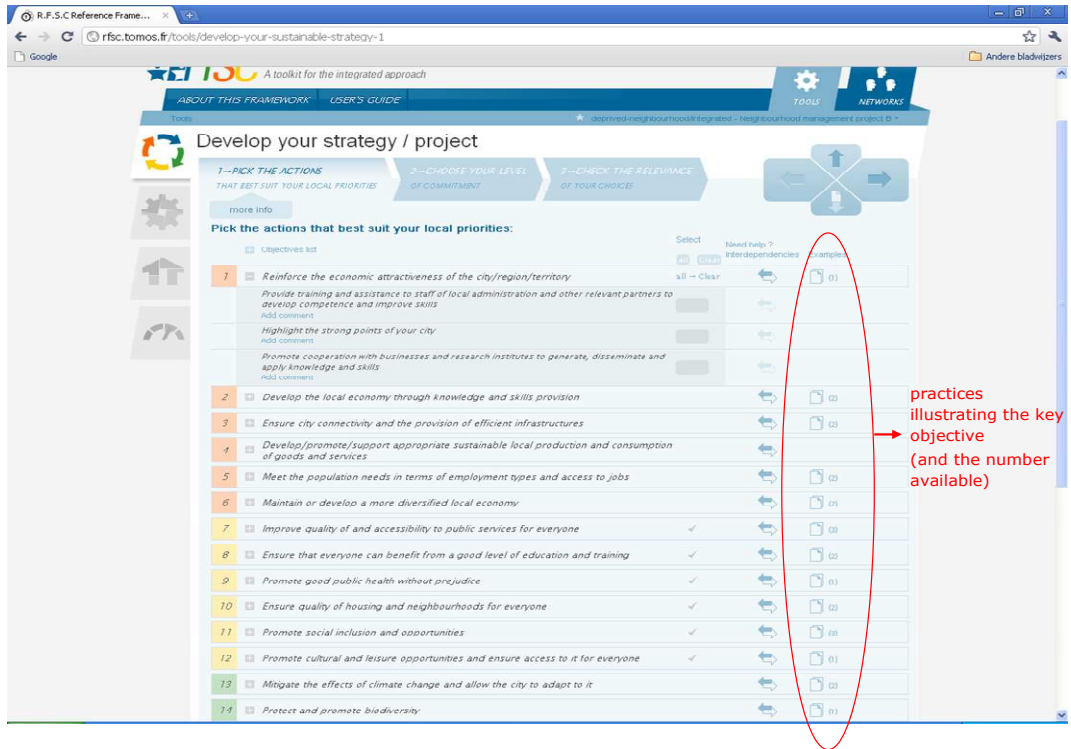 R.F.S.C Reference Frame...
rfsc.tomos.fr/tools/develop-your-sustainable-strategy-1
Google
Andere bladwijzers
A toolkit for the integrated approach
ABOUT THIS FRAMEWORK USER'S GUIDE
TOOLS NETWORKS
Tools
deprived-neighbourhood/integrated - Neighbourhood management project
Develop your strategy / project
1 - PICK THE ACTIONS
THAT BEST SUIT YOUR LOCAL PRIORITIES
2 - CHOOSE YOUR LEVEL
OF COMMITMENT
3 - CHECK THE RELEVANCE
OF YOUR CHOICES
more info
Pick the actions that best suit your local priorities:
Objectives list
Select
all Clear
Need help ?
Interdependencies
Examples
1 Reinforce the economic attractiveness of the city/region/territory all - Clear (1)
Provide training and assistance to staff of local administration and other relevant partners to
develop competence and improve skills
Add comment
Highlight the strong points of your city
Add comment
Promote cooperation with businesses and research institutes to generate, disseminate and
apply knowledge and skills
Add comment
2 Develop the local economy through knowledge and skills provision (2)
3 Ensure city connectivity and the provision of efficient infrastructures (2)
4 Develop/promote/support appropriate sustainable local production and consumption
of goods and services
5 Meet the population needs in terms of employment types and access to jobs (2)
6 Maintain or develop a more diversified local economy
7 Improve quality of and accessibility to public services for everyone
8 Ensure that everyone can benefit from a good level of education and training (2)
9 Promote good public health without prejudice (1)
10 Ensure quality of housing and neighbourhoods for everyone (2)
11 Promote social inclusion and opportunities
12 Promote cultural and leisure opportunities and ensure access to it for everyone (1)
13 Mitigate the effects of climate change and allow the city to adapt to it (2)
14 Protect and promote biodiversity (1)
practices
illustrating the key
objective
(and the number
available)